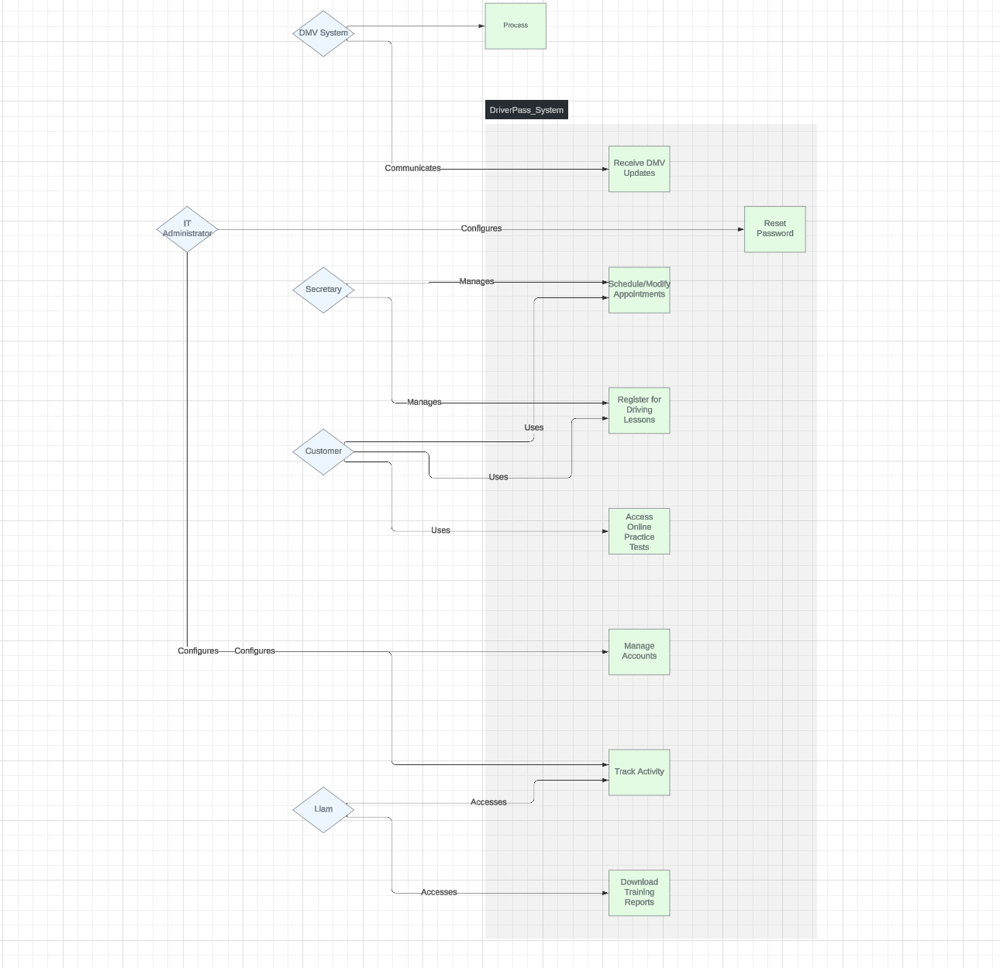 DMV System
Process
DriverPass_System
Communicates
Receive DMV
Updates
IT
Administrator
Configures
Reset
Password
Secretary
Manages
Schedule/Modify
Appointments
Manages
Register for
Driving
Lessons
Uses
Customer
Uses
Uses
Access
Online
Practice
Tests
Configures
Configures
Manage
Accounts
Track Activity
Liam
Accesses
Accesses
Download
Training
Reports